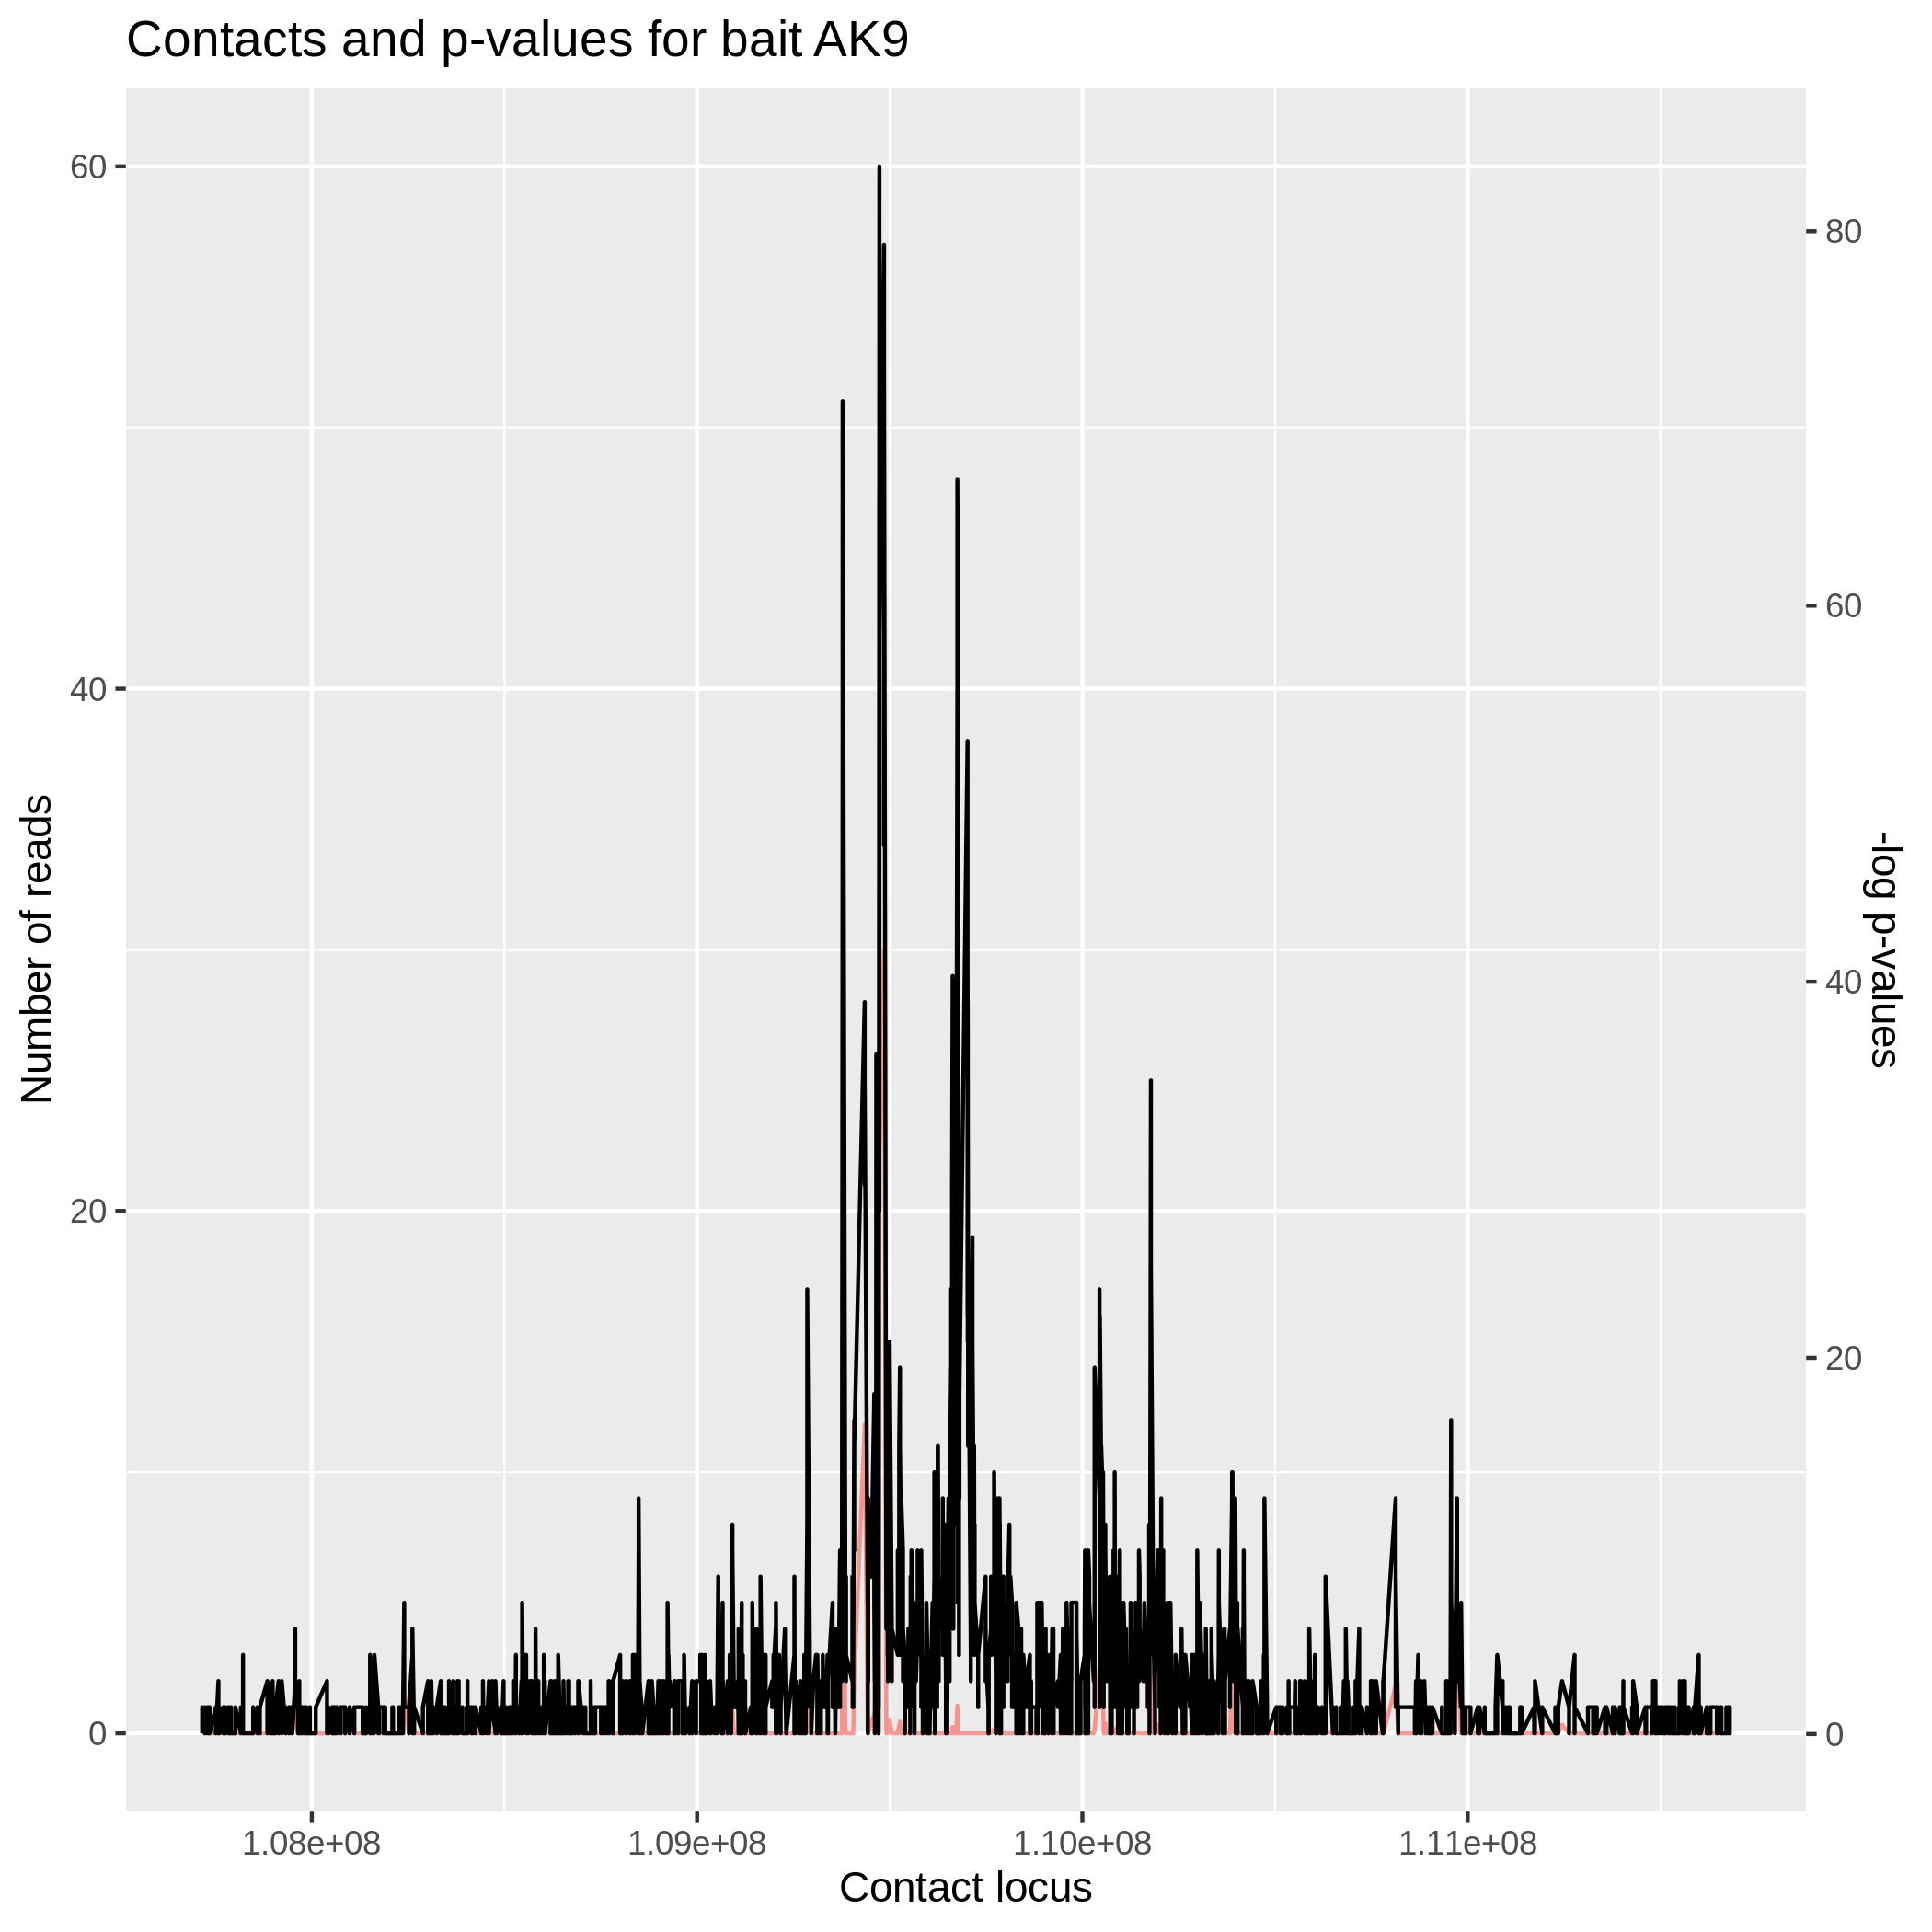 Contacts and p-values for bait AK9
60
40
20
0
Number of reads
80
60
40
20
0
-log p-values
1.08e+08
1.09e+08
1.10e+08
1.11e+08
Contact locus